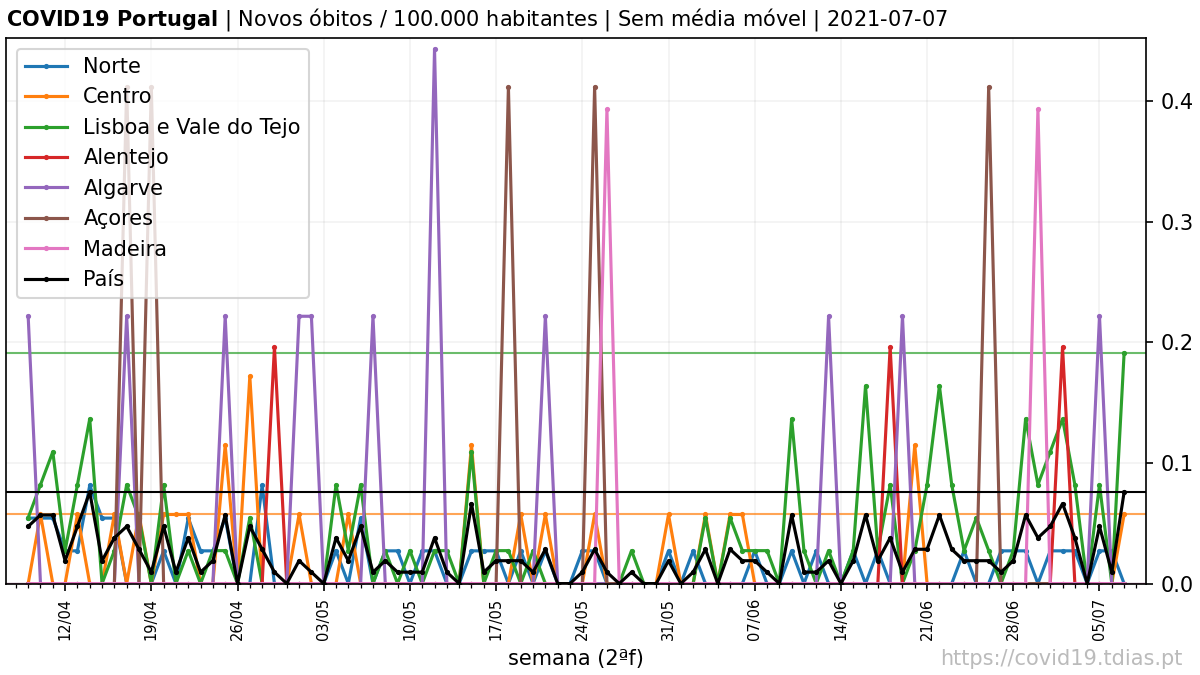 COVID19 Portugal | Novos óbitos / 100.000 habitantes | Sem média móvel | 2021-07-07
Norte
Centro
Lisboa e Vale do Tejo
Alentejo
Algarve
Açores
Madeira
País
0.4
0.3
0.2
0.1
0.0
12/04
19/04
26/04
03/05
10/05
17/05
24/05
31/05
07/06
14/06
21/06
28/06
05/07
semana (2ªf)
https://covid19.tdias.pt